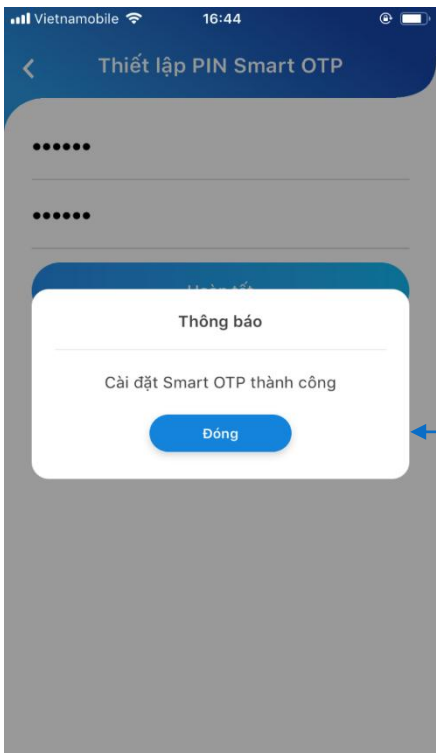 Vietnamobile 16:44
Thiết lập PIN Smart OTP
••••••
••••••
Thông báo
Cài đặt Smart OTP thành công
Đóng